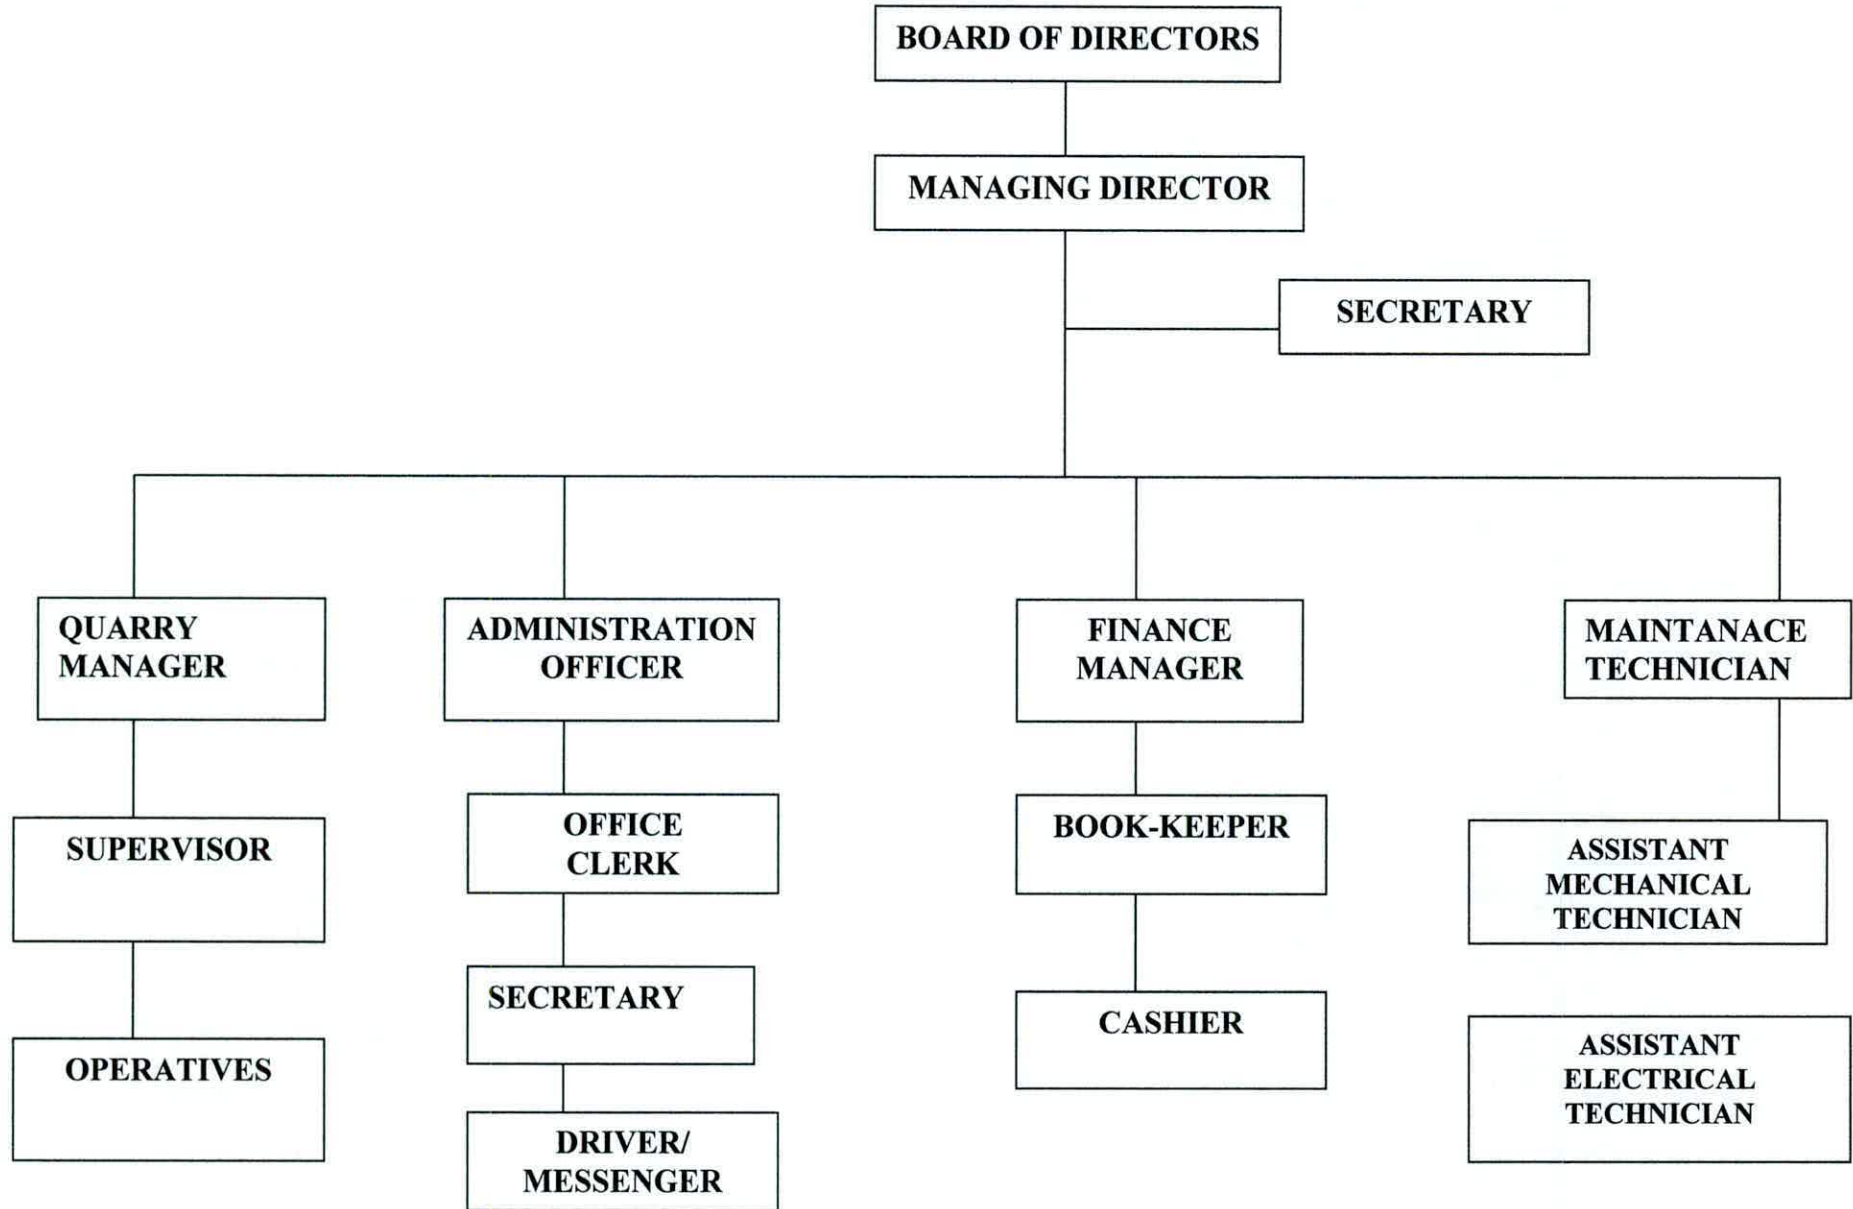 BOARD OF DIRECTORS
MANAGING DIRECTOR
SECRETARY
QUARRY
MANAGER
ADMINISTRATION
OFFICER
FINANCE
MANAGER
MAINTANACE
TECHNICIAN
SUPERVISOR
OFFICE
CLERK
BOOK-KEEPER
ASSISTANT
MECHANICAL
TECHNICIAN
OPERATIVES
SECRETARY
CASHIER
ASSISTANT
ELECTRICAL
TECHNICIAN
DRIVER/
MESSENGER